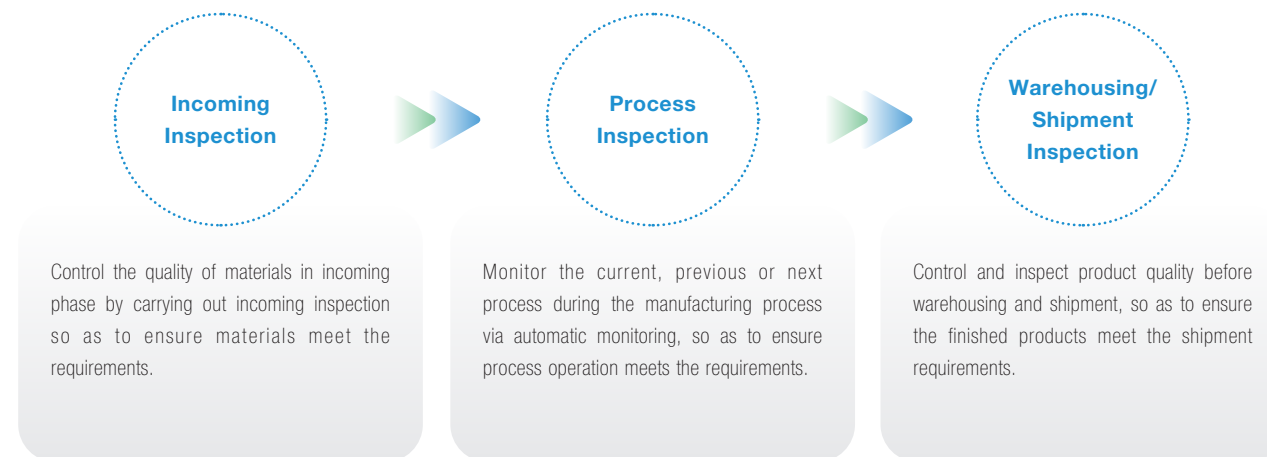 Incoming
Inspection
Control the quality of materials in incoming
phase by carrying out incoming inspection
so as to ensure materials meet the
requirements.
Process
Inspection
Monitor the current, previous or next
process during the manufacturing process
via automatic monitoring, so as to ensure
process operation meets the requirements.
Warehousing/
Shipment
Inspection
Control and inspect product quality before
warehousing and shipment, so as to ensure
the finished products meet the shipment
requirements.